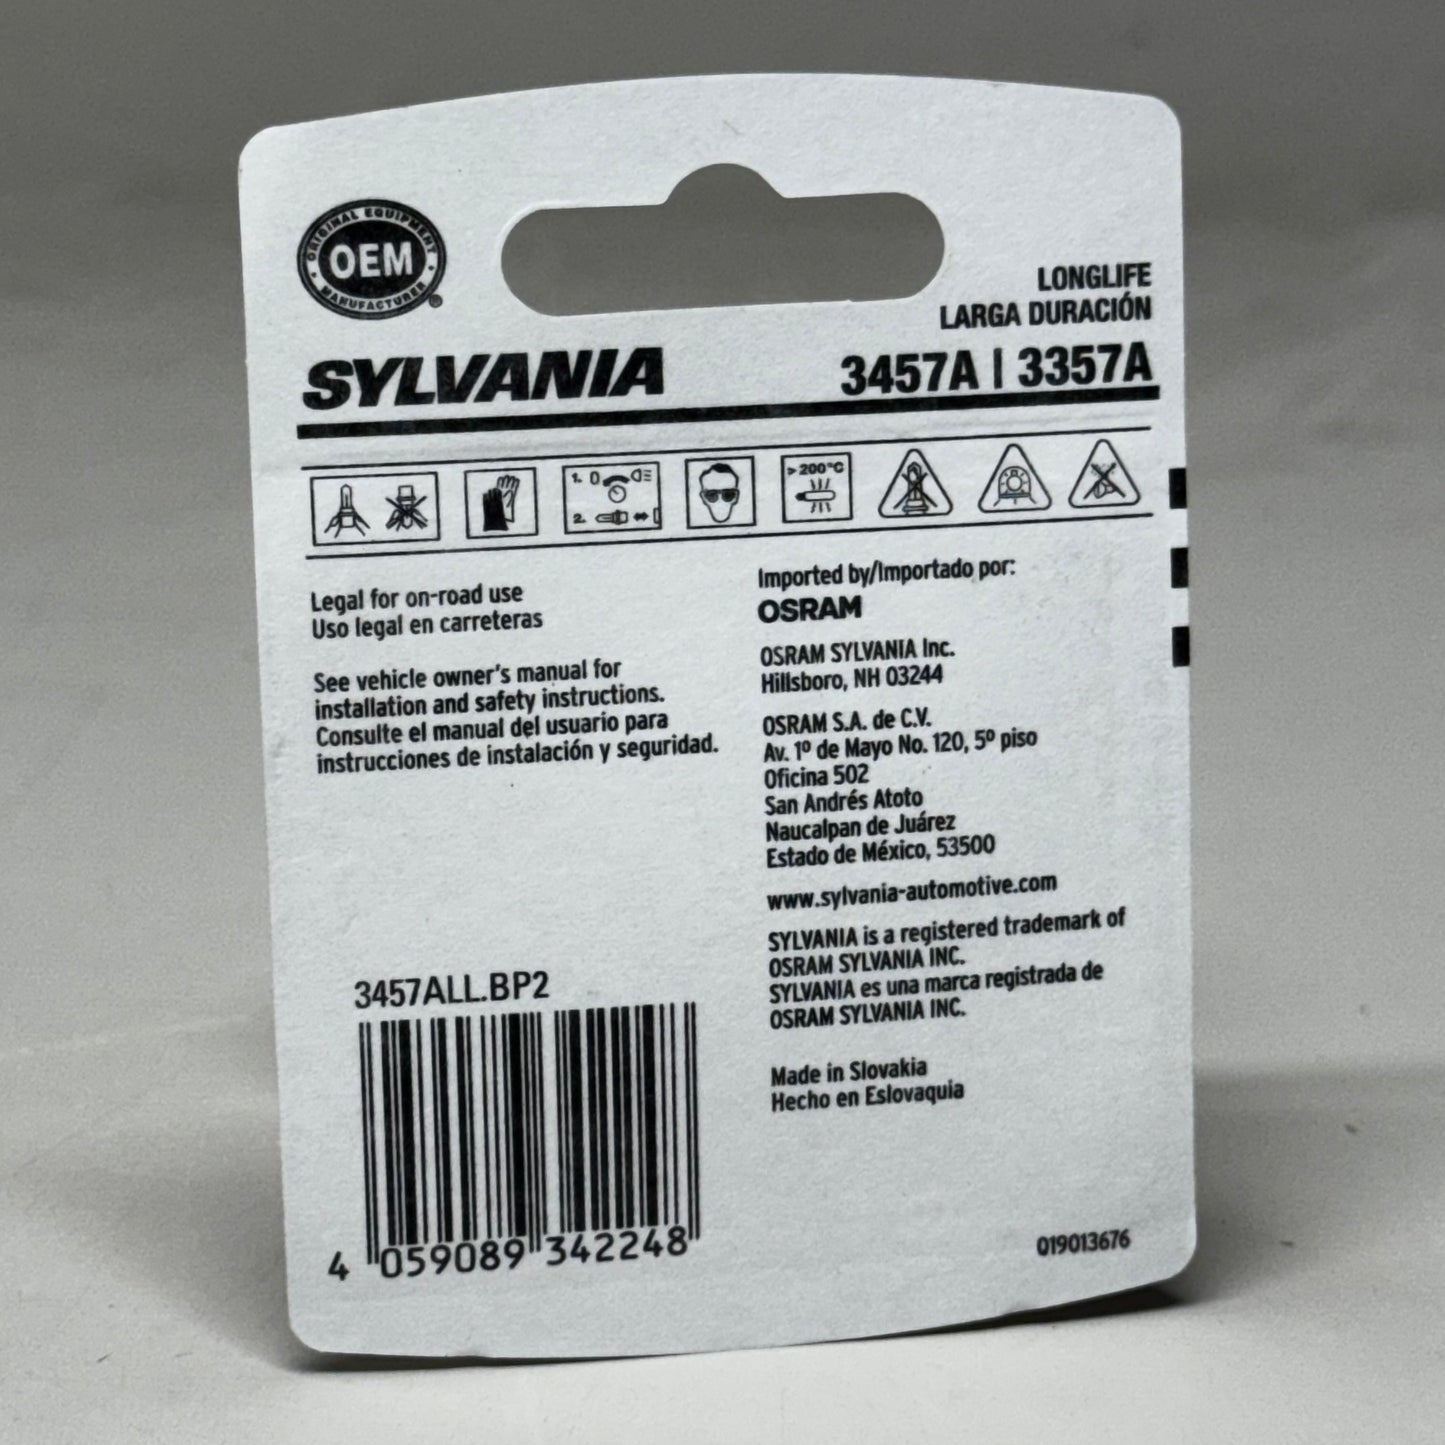 ORIGINAL EQUIPMENT
OEM
MANUFACTURER®
LONGLIFE
LARGA DURACIÓN
SYLVANIA
3457A | 3357A
1. 0
2.
>200°C
Legal for on-road use
Uso legal en carreteras
See vehicle owner's manual for
installation and safety instructions.
Consulte el manual del usuario para
instrucciones de instalación y seguridad.
Imported by/Importado por:
OSRAM
OSRAM SYLVANIA Inc.
Hillsboro, NH 03244
OSRAM S.A. de C.V.
Av. 1º de Mayo No. 120, 5º piso
Oficina 502
San Andrés Atoto
Naucalpan de Juárez
Estado de México, 53500
www.sylvania-automotive.com
SYLVANIA is a registered trademark of
OSRAM SYLVANIA INC.
SYLVANIA es una marca registrada de
OSRAM SYLVANIA INC.
Made in Slovakia
Hecho en Eslovaquia
3457ALL.BP2
4 059089 342248
019013676